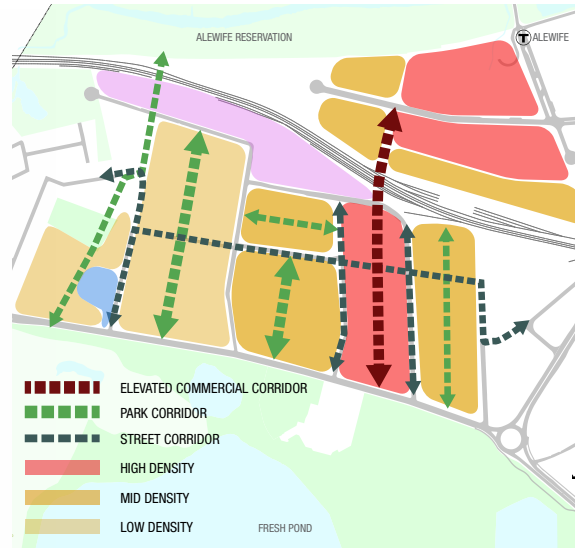 ALEWIFE RESERVATION
T
ALEWIFE
ELEVATED COMMERCIAL CORRIDOR
PARK CORRIDOR
STREET CORRIDOR
HIGH DENSITY
MID DENSITY
LOW DENSITY
FRESH POND